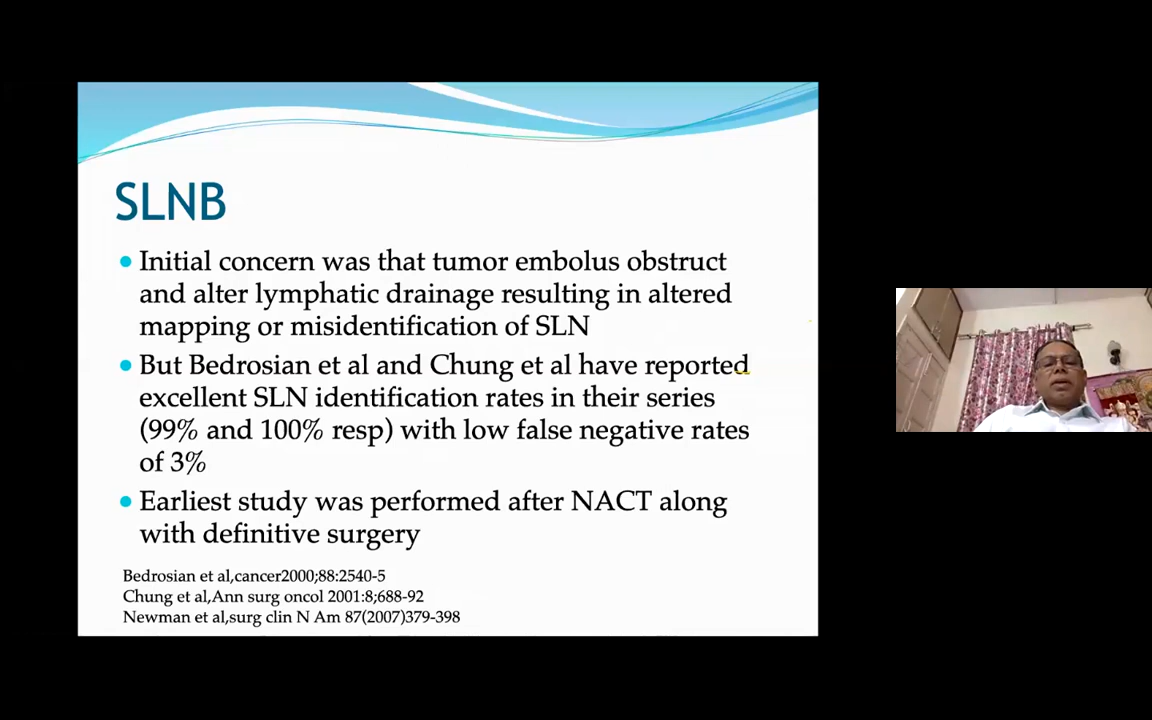 SLNB
Initial concern was that tumor embolus obstruct
and alter lymphatic drainage resulting in altered
mapping or misidentification of SLN
But Bedrosian et al and Chung et al have reported
excellent SLN identification rates in their series
(99% and 100% resp) with low false negative rates
of 3%
Earliest study was performed after NACT along
with definitive surgery
Bedrosian et al,cancer2000;88:2540-5
Chung et al,Ann surg oncol 2001:8;688-92
Newman et al,surg clin N Am 87(2007)379-398